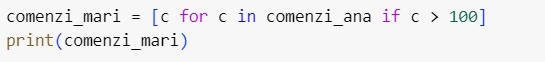 comenzi_mari = [c for c in comenzi_ana if c > 100]
print(comenzi_mari)